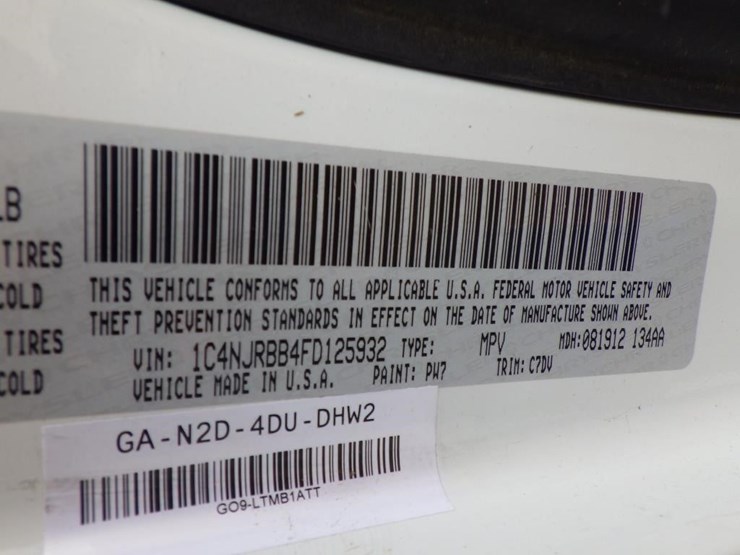 LB
TIRES
COLD
TIRES
COLD
THIS VEHICLE CONFORMS TO ALL APPLICABLE U.S.A. FEDERAL MOTOR VEHICLE SAFETY AND
THEFT PREVENTION STANDARDS IN EFFECT ON THE DATE OF MANUFACTURE SHOWN ABOVE.
VIN: 1C4NJRBB4FD125932 TYPE: MPV MDH:081912 134AA
VEHICLE MADE IN U.S.A. PAINT: PW7 TRIM: C7DV
GA-N2D-4DU-DHW2
GO9-LTMB1ATT